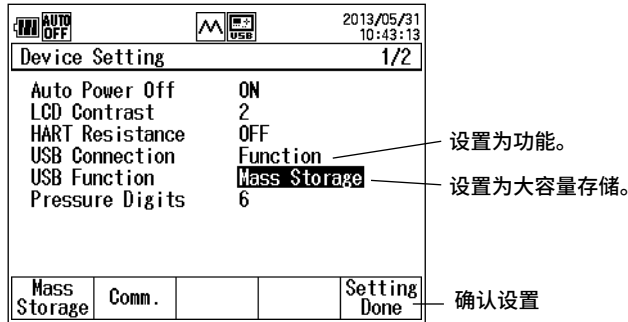 AUTO OFF USB 2013/05/31 10:43:13
Device Setting 1/2
Auto Power Off ON
LCD Contrast 2
HART Resistance OFF
USB Connection Function
设置为功能。
USB Function Mass Storage
设置为大容量存储。
Pressure Digits 6
Mass Storage Comm. Setting Done
确认设置